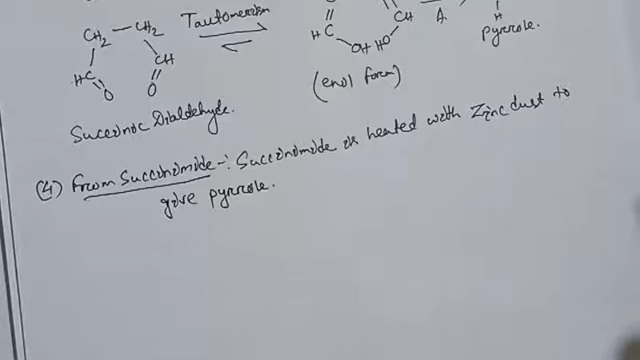 CH2 — CH2 Tautomerism
HC CH HC CH Δ H
O O OH HO Pyrrole.
(enol form)
Succinic Dialdehyde.
(4) From Succinimide -: Succinimide is heated with Zinc dust to
give pyrrole.